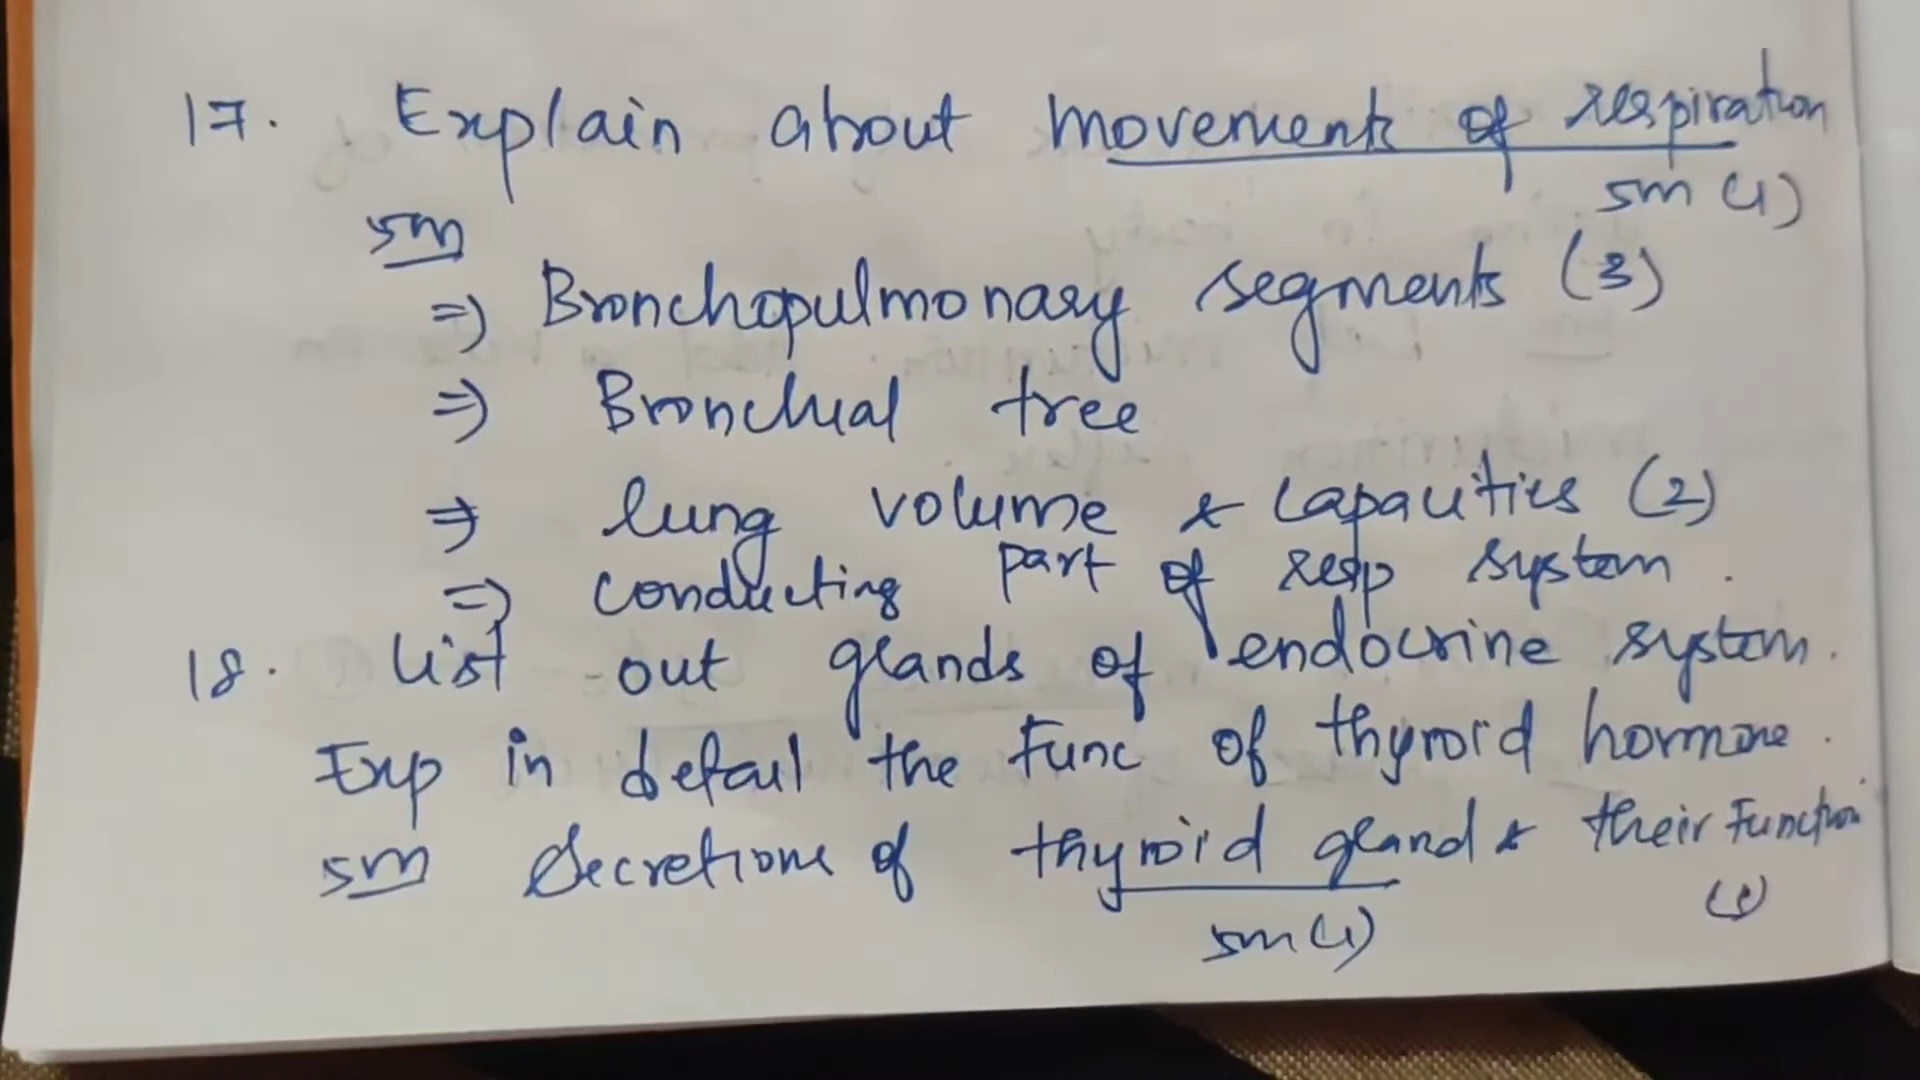 17. Explain about movements of respiration
5m (1)
5m
=> Bronchopulmonary segments (3)
=> Bronchial tree
=> lung volume & capacities (2)
=> conducting part of resp system.
18. List out glands of endocrine system.
Exp in detail the Func of thyroid hormone.
5m Secretions of thyroid gland & their Function
5m (1) (1)